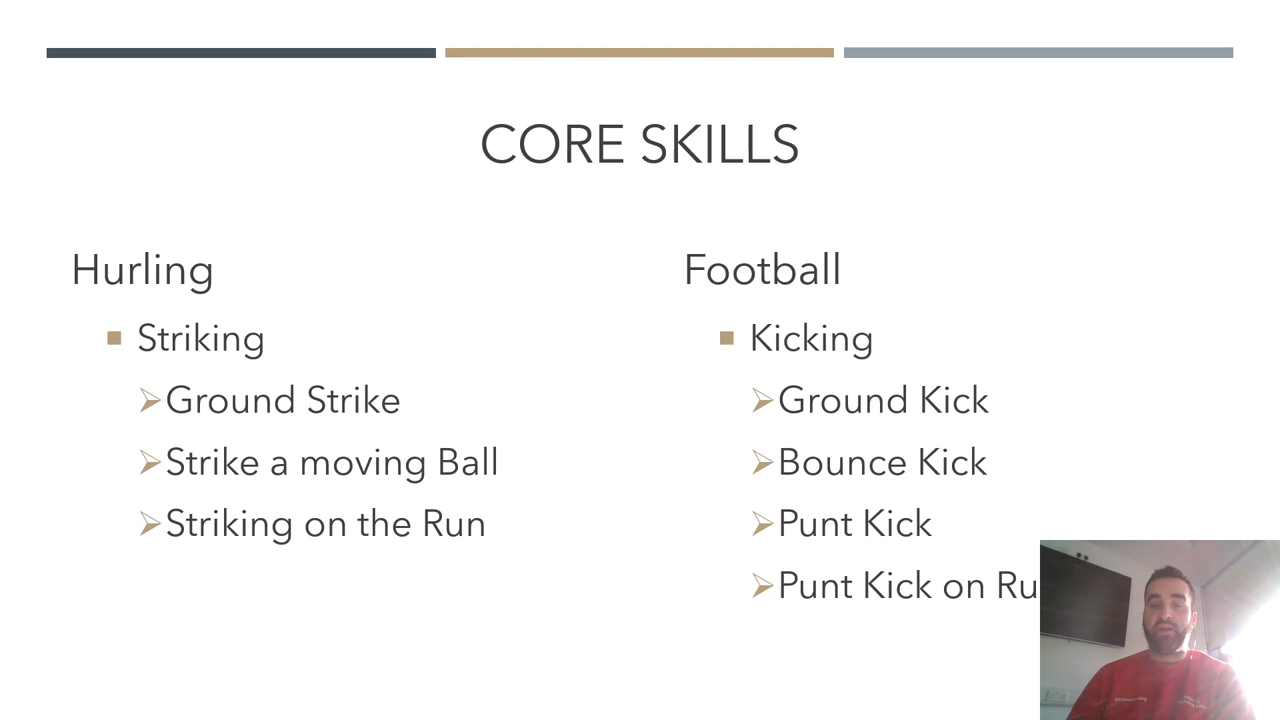 CORE SKILLS
Hurling
Striking
Ground Strike
Strike a moving Ball
Striking on the Run
Football
Kicking
Ground Kick
Bounce Kick
Punt Kick
Punt Kick on Ru